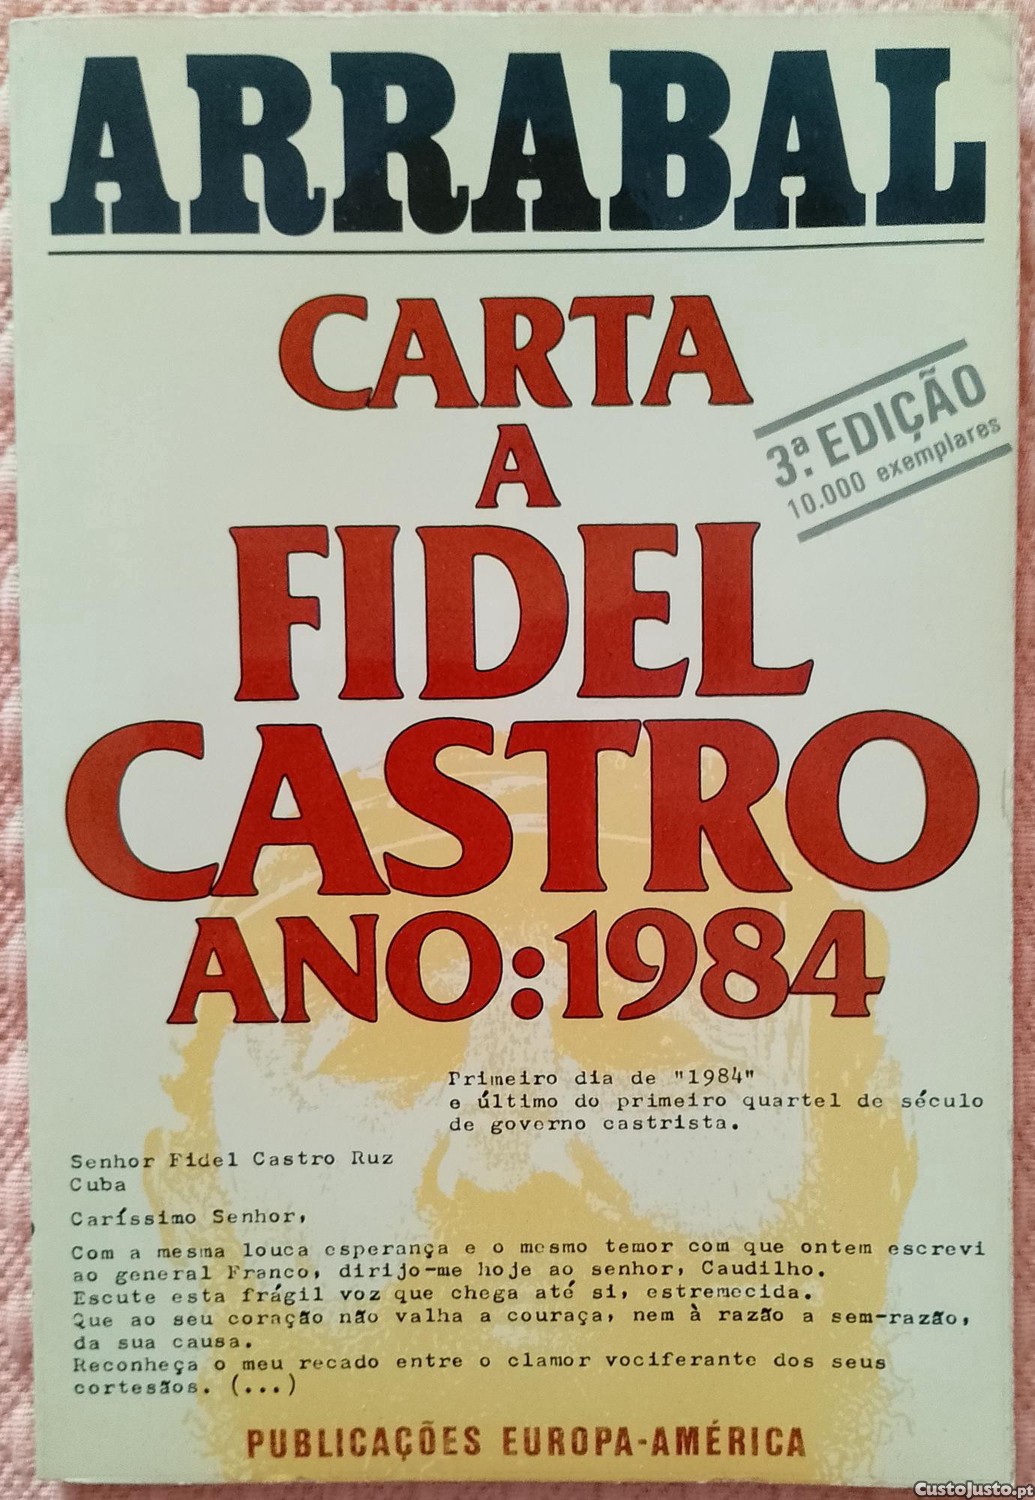 ARRABAL
CARTA
A
FIDEL
CASTRO
ANO:1984
3ª. EDIÇÃO
10.000 exemplares
Primeiro dia de "1984"
e último do primeiro quartel de século
de governo castrista.
Senhor Fidel Castro Ruz
Cuba
Caríssimo Senhor,
Com a mesma louca esperança e o mesmo temor com que ontem escrevi
ao general Franco, dirijo-me hoje ao senhor, Caudilho.
Escute esta frágil voz que chega até si, estremecida.
Que ao seu coração não valha a couraça, nem à razão a sem-razão,
da sua causa.
Reconheça o meu recado entre o clamor vociferante dos seus
cortesãos. (...)
PUBLICAÇÕES EUROPA-AMÉRICA
CustoJusto.pt